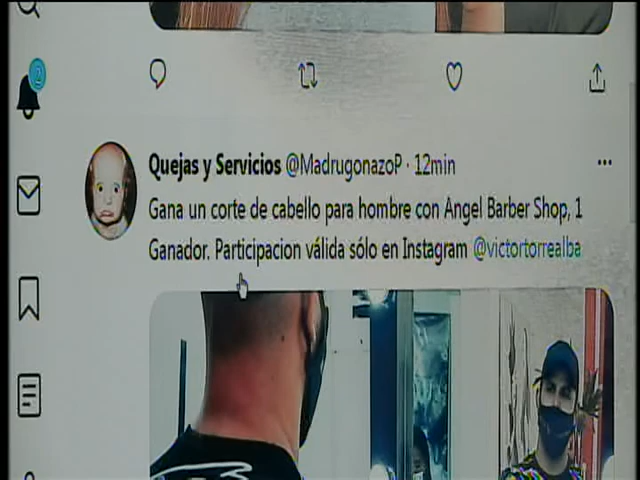 2
Quejas y Servicios @MadrugonazoP · 12min
Gana un corte de cabello para hombre con Angel Barber Shop, 1
Ganador. Participacion válida sólo en Instagram @victortorrealba